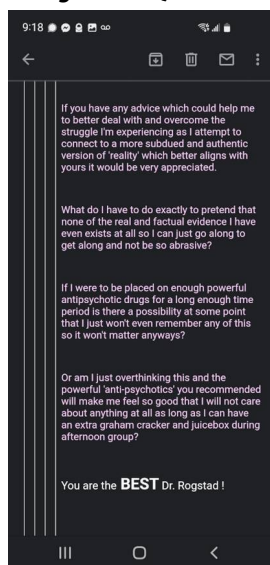 9:18
If you have any advice which could help me
to better deal with and overcome the
struggle I'm experiencing as I attempt to
connect to a more subdued and authentic
version of 'reality' which better aligns with
yours it would be very appreciated.
What do I have to do exactly to pretend that
none of the real and factual evidence I have
even exists at all so I can just go along to
get along and not be so abrasive?
If I were to be placed on enough powerful
antipsychotic drugs for a long enough time
period is there a possibility at some point
that I just won't even remember any of this
so it won't matter anyways?
Or am I just overthinking this and the
powerful 'anti-psychotics' you recommended
will make me feel so good that I will not care
about anything at all as long as I can have
an extra graham cracker and juicebox during
afternoon group?
You are the BEST Dr. Rogstad !